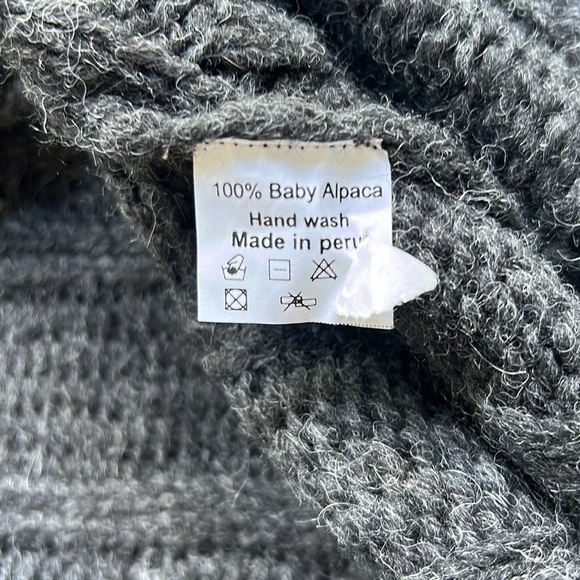 100% Baby Alpaca
Hand wash
Made in peru